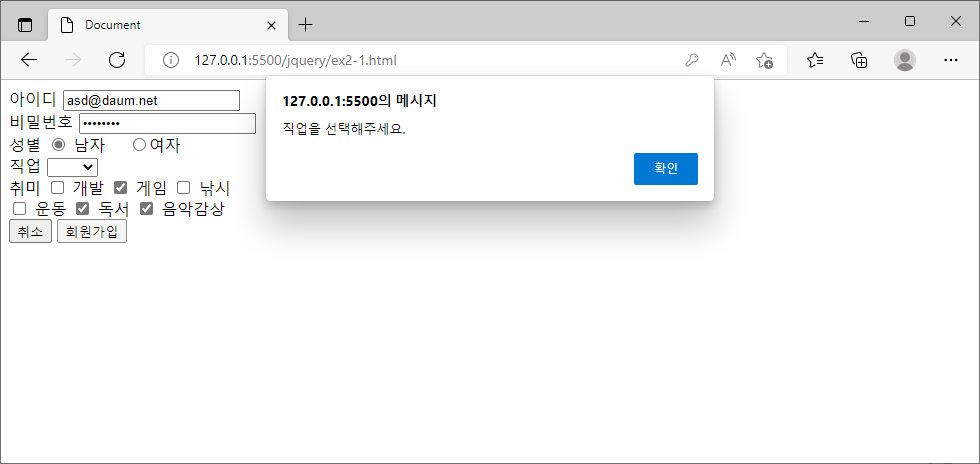 Document
127.0.0.1:5500/jquery/ex2-1.html
127.0.0.1:5500의 메시지
직업을 선택해주세요.
확인
아이디 asd@daum.net
비밀번호 ••••••••
성별 남자 여자
직업
취미 개발 게임 낚시
운동 독서 음악감상
취소 회원가입